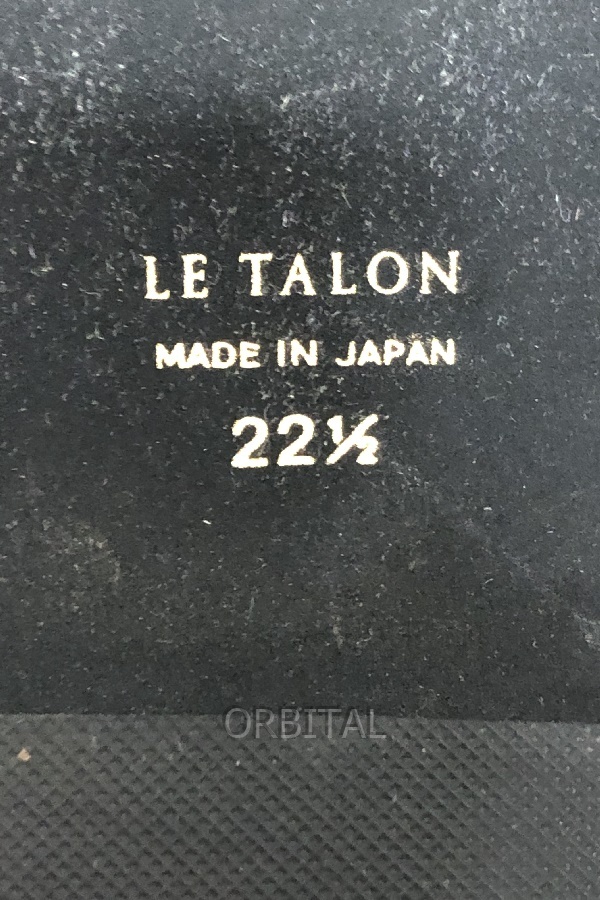 LE TALON
MADE IN JAPAN
22½
ORBITAL